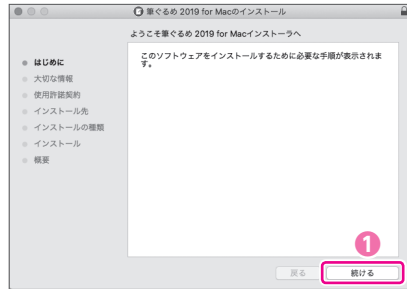 筆ぐるめ 2019 for Macのインストール
ようこそ筆ぐるめ 2019 for Macインストーラへ
はじめに
大切な情報
使用許諾契約
インストール先
インストールの種類
インストール
概要
このソフトウェアをインストールするために必要な手順が表示されま
す。
1
戻る
続ける